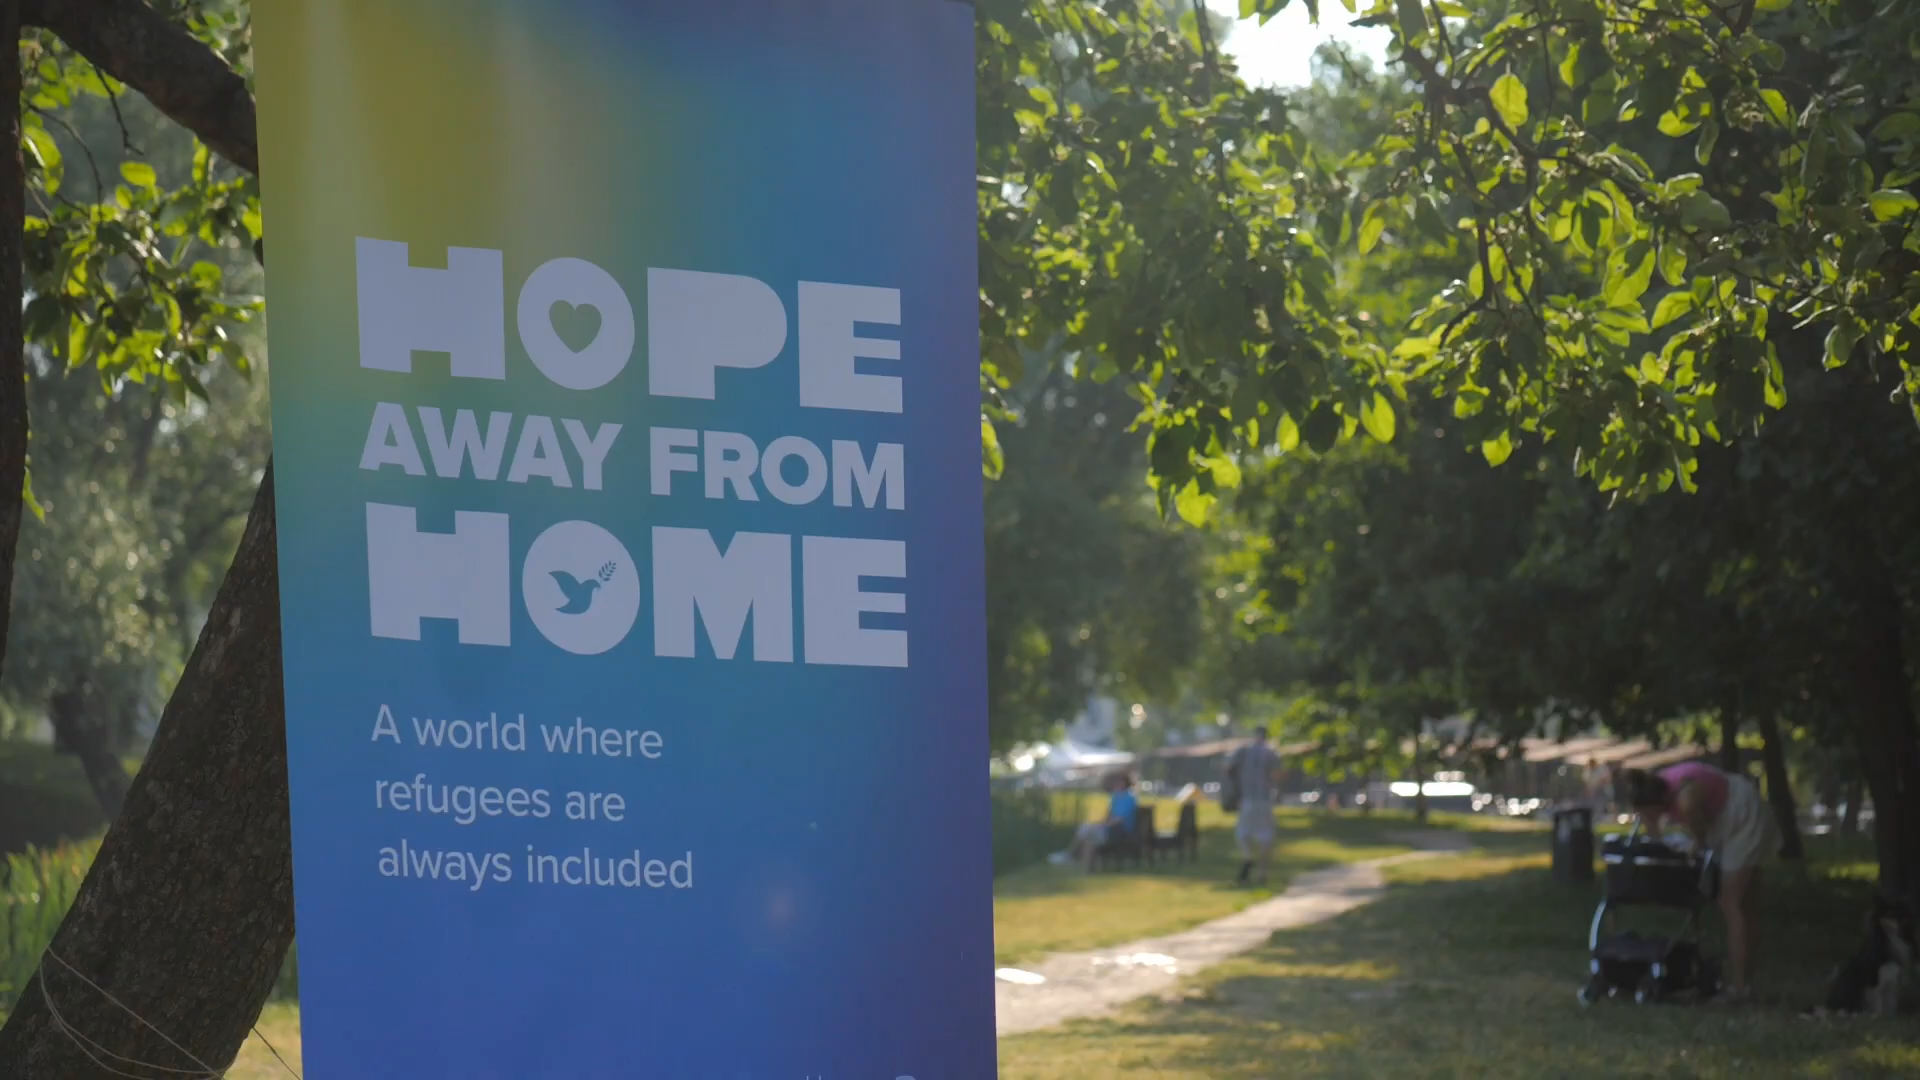 HOPE
AWAY FROM
HOME
A world where
refugees are
always included